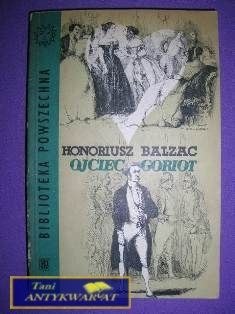 BIBLIOTEKA POWSZECHNA
HONORIUSZ BALZAC
OJCIEC GORIOT
Tani
ANTYKWARIAT